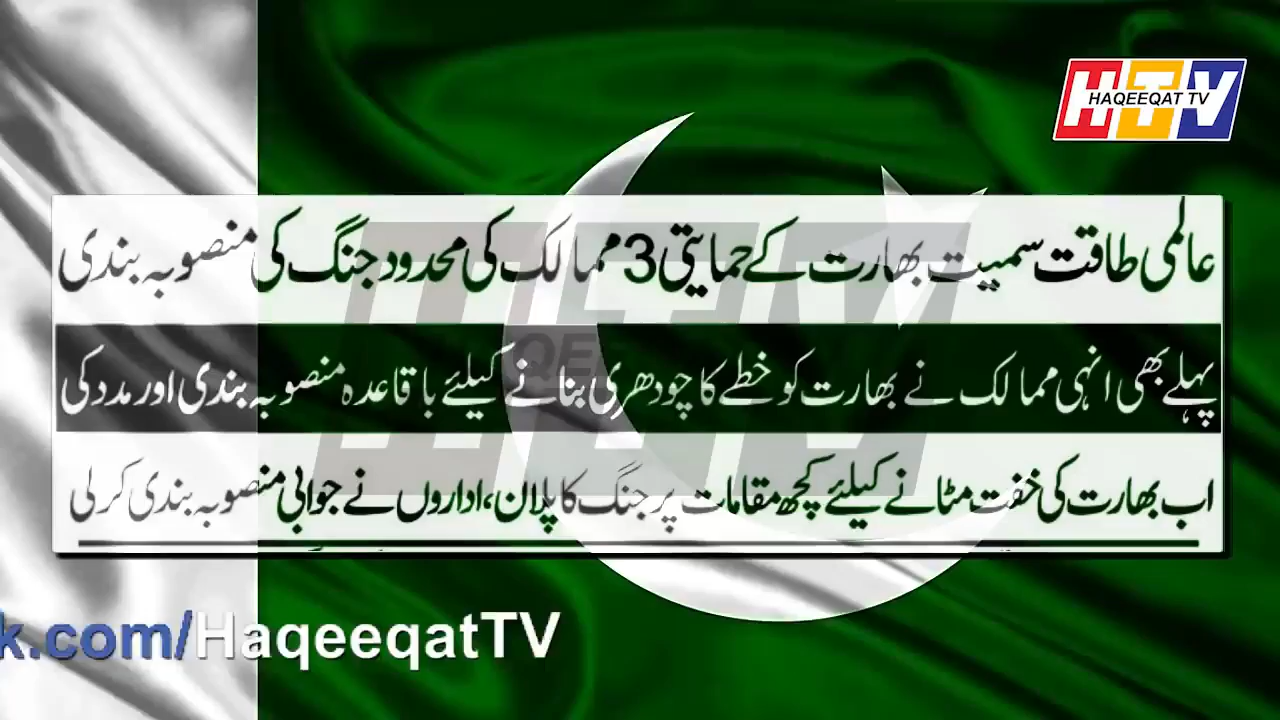 HTV
HAQEEQAT TV
عالمی طاقت سمیت بھارت کے حمایتی 3 ممالک کی محدود جنگ کی منصوبہ بندی
پہلے بھی انہی ممالک نے بھارت کو خطے کا چودھری بنانے کیلئے باقاعدہ منصوبہ بندی اور مدد کی
اب بھارت کی خفت مٹانے کیلئے کچھ مقامات پر جنگ کا پلان، اداروں نے جوابی منصوبہ بندی کرلی
k.com/HaqeeqatTV